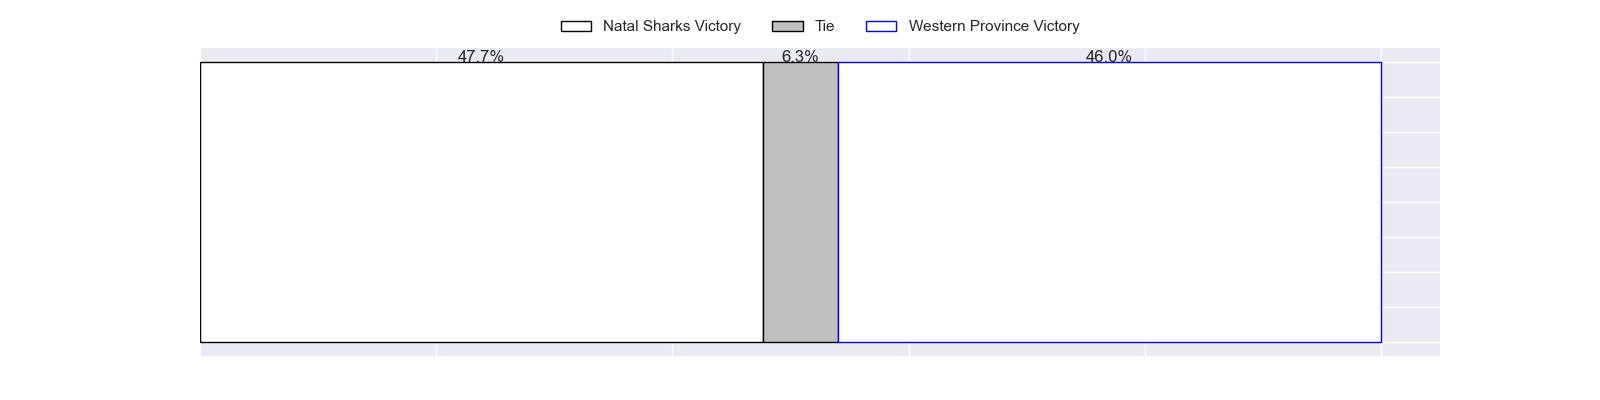 Natal Sharks Victory Tie Western Province Victory
47.7% 6.3% 46.0%